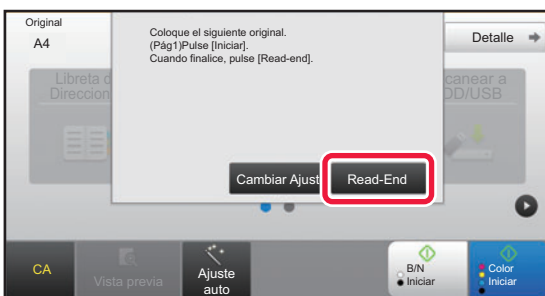 Original
A4
Coloque el siguiente original.
(Pág1)Pulse [Iniciar].
Cuando finalice, pulse [Read-end].
Detalle
Libreta d
Direccion
canear a
DD/USB
Cambiar Ajust
Read-End
CA
Vista previa
Ajuste
auto
B/N
Iniciar
Color
Iniciar